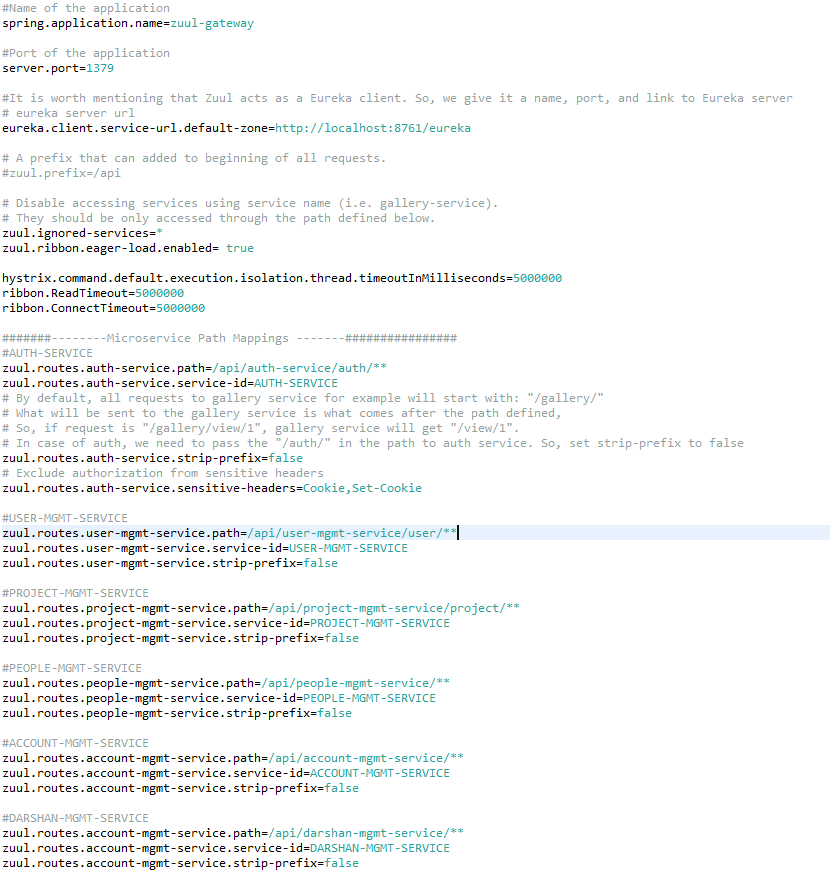 #Name of the application
spring.application.name=zuul-gateway
#Port of the application
server.port=1379
#It is worth mentioning that Zuul acts as a Eureka client. So, we give it a name, port, and link to Eureka server
# eureka server url
eureka.client.service-url.default-zone=http://localhost:8761/eureka
# A prefix that can added to beginning of all requests.
#zuul.prefix=/api
# Disable accessing services using service name (i.e. gallery-service).
# They should be only accessed through the path defined below.
zuul.ignored-services=*
zuul.ribbon.eager-load.enabled= true
hystrix.command.default.execution.isolation.thread.timeoutInMilliseconds=5000000
ribbon.ReadTimeout=5000000
ribbon.ConnectTimeout=5000000
#######--------Microservice Path Mappings -------################
#AUTH-SERVICE
zuul.routes.auth-service.path=/api/auth-service/auth/**
zuul.routes.auth-service.service-id=AUTH-SERVICE
# By default, all requests to gallery service for example will start with: "/gallery/"
# What will be sent to the gallery service is what comes after the path defined,
# So, if request is "/gallery/view/1", gallery service will get "/view/1".
# In case of auth, we need to pass the "/auth/" in the path to auth service. So, set strip-prefix to false
zuul.routes.auth-service.strip-prefix=false
# Exclude authorization from sensitive headers
zuul.routes.auth-service.sensitive-headers=Cookie,Set-Cookie
#USER-MGMT-SERVICE
zuul.routes.user-mgmt-service.path=/api/user-mgmt-service/user/**
zuul.routes.user-mgmt-service.service-id=USER-MGMT-SERVICE
zuul.routes.user-mgmt-service.strip-prefix=false
#PROJECT-MGMT-SERVICE
zuul.routes.project-mgmt-service.path=/api/project-mgmt-service/project/**
zuul.routes.project-mgmt-service.service-id=PROJECT-MGMT-SERVICE
zuul.routes.project-mgmt-service.strip-prefix=false
#PEOPLE-MGMT-SERVICE
zuul.routes.people-mgmt-service.path=/api/people-mgmt-service/**
zuul.routes.people-mgmt-service.service-id=PEOPLE-MGMT-SERVICE
zuul.routes.people-mgmt-service.strip-prefix=false
#ACCOUNT-MGMT-SERVICE
zuul.routes.account-mgmt-service.path=/api/account-mgmt-service/**
zuul.routes.account-mgmt-service.service-id=ACCOUNT-MGMT-SERVICE
zuul.routes.account-mgmt-service.strip-prefix=false
#DARSHAN-MGMT-SERVICE
zuul.routes.account-mgmt-service.path=/api/darshan-mgmt-service/**
zuul.routes.account-mgmt-service.service-id=DARSHAN-MGMT-SERVICE
zuul.routes.account-mgmt-service.strip-prefix=false